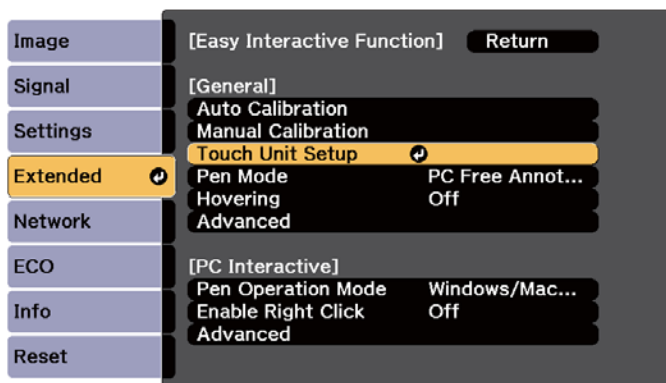 Image
Signal
Settings
Extended
Network
ECO
Info
Reset
[Easy Interactive Function] Return
[General]
Auto Calibration
Manual Calibration
Touch Unit Setup
Pen Mode PC Free Annot...
Hovering Off
Advanced
[PC Interactive]
Pen Operation Mode Windows/Mac...
Enable Right Click Off
Advanced